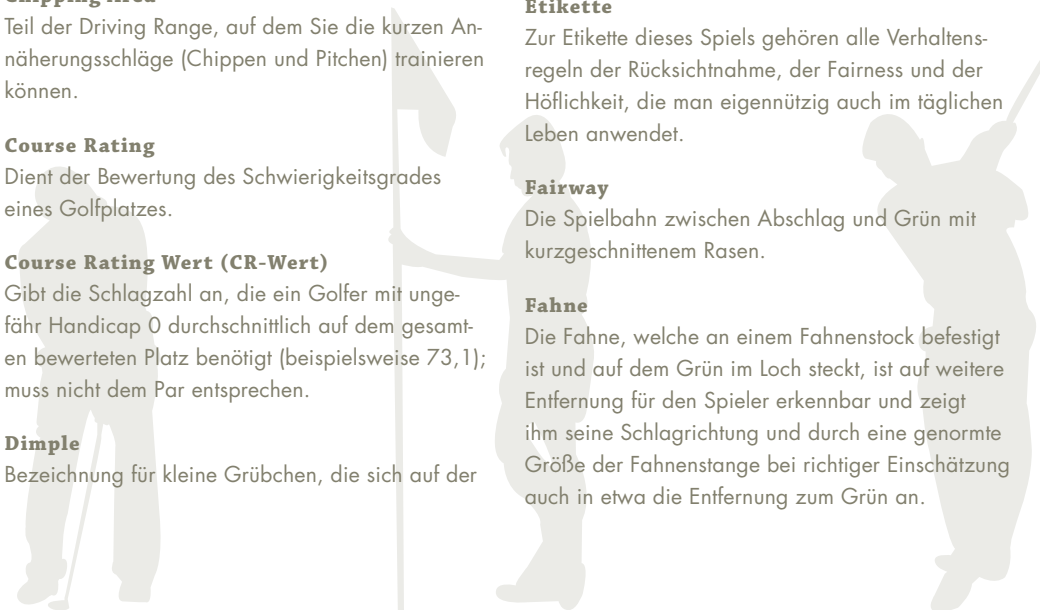 Chipping Area
Teil der Driving Range, auf dem Sie die kurzen An-
näherungsschläge (Chippen und Pitchen) trainieren
können.
Course Rating
Dient der Bewertung des Schwierigkeitsgrades
eines Golfplatzes.
Course Rating Wert (CR-Wert)
Gibt die Schlagzahl an, die ein Golfer mit unge-
fähr Handicap 0 durchschnittlich auf dem gesamt-
en bewerteten Platz benötigt (beispielsweise 73,1);
muss nicht dem Par entsprechen.
Dimple
Bezeichnung für kleine Grübchen, die sich auf der
Etikette
Zur Etikette dieses Spiels gehören alle Verhaltens-
regeln der Rücksichtnahme, der Fairness und der
Höflichkeit, die man eigennützig auch im täglichen
Leben anwendet.
Fairway
Die Spielbahn zwischen Abschlag und Grün mit
kurzgeschnittenem Rasen.
Fahne
Die Fahne, welche an einem Fahnenstock befestigt
ist und auf dem Grün im Loch steckt, ist auf weitere
Entfernung für den Spieler erkennbar und zeigt
ihm seine Schlagrichtung und durch eine genormte
Größe der Fahnenstange bei richtiger Einschätzung
auch in etwa die Entfernung zum Grün an.